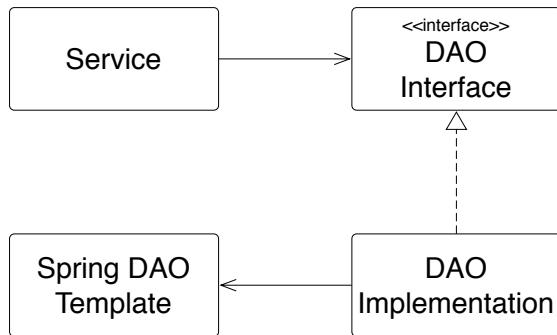 Service
<<interface>>
DAO
Interface
Spring DAO
Template
DAO
Implementation